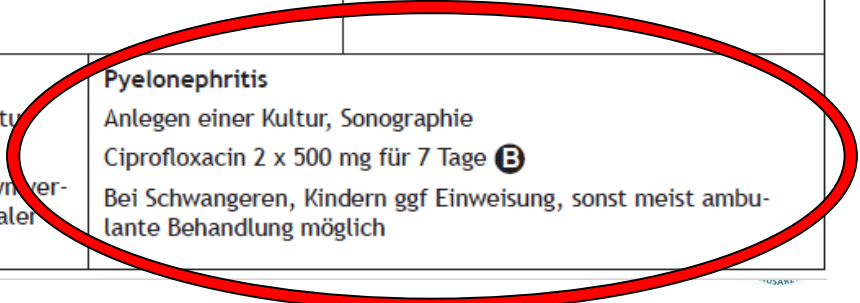 Pyelonephritis
Anlegen einer Kultur, Sonographie
Ciprofloxacin 2 x 500 mg für 7 Tage B
Bei Schwangeren, Kindern ggf Einweisung, sonst meist ambu-
lante Behandlung möglich